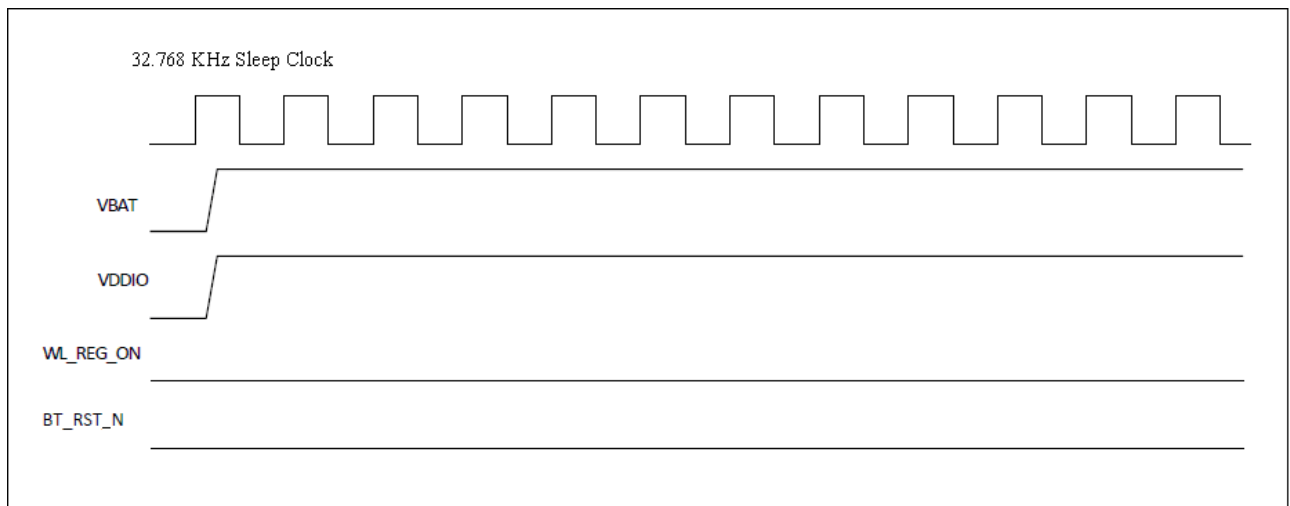 32.768 KHz Sleep Clock
VBAT
VDDIO
WL_REG_ON
BT_RST_N